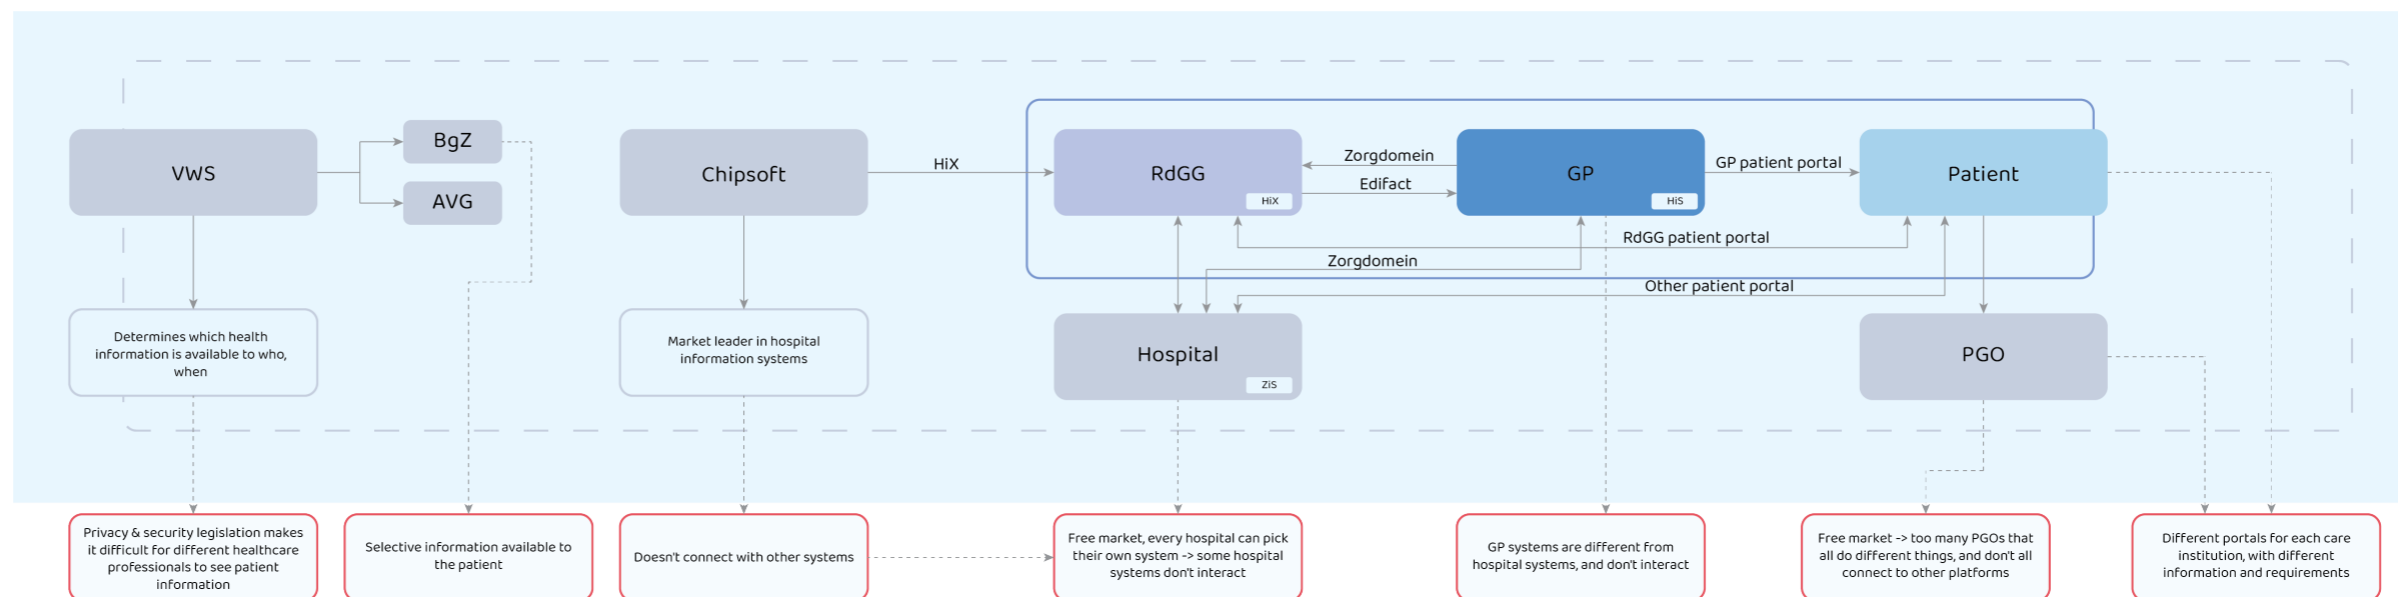 VWS
BgZ
AVG
Chipsoft
HiX
RdGG
HiX
Zorgdomein
Edifact
GP
HiS
GP patient portal
Patient
RdGG patient portal
Zorgdomein
Other patient portal
Determines which health
information is available to who,
when
Market leader in hospital
information systems
Hospital
ZiS
PGO
Privacy & security legislation makes
it difficult for different healthcare
professionals to see patient
information
Selective information available to
the patient
Doesn't connect with other systems
Free market, every hospital can pick
their own system -> some hospital
systems don't interact
GP systems are different from
hospital systems, and don't interact
Free market -> too many PGOs that
all do different things, and don't all
connect to other platforms
Different portals for each care
institution, with different
information and requirements